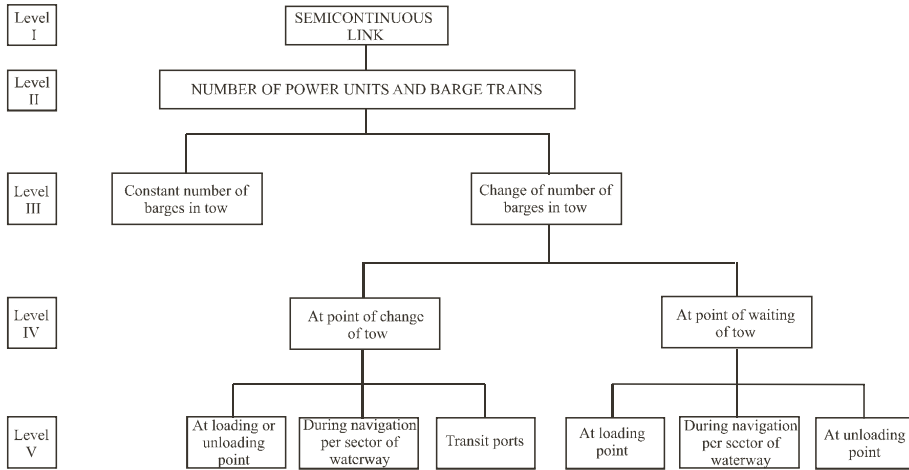 Level
I
SEMICONTINUOUS
LINK
Level
II
NUMBER OF POWER UNITS AND BARGE TRAINS
Level
III
Constant number of
barges in tow
Change of number of
barges in tow
Level
IV
At point of change
of tow
At point of waiting
of tow
Level
V
At loading or
unloading
point
During navigation
per sector of
waterway
Transit ports
At loading
point
During navigation
per sector of
waterway
At unloading
point